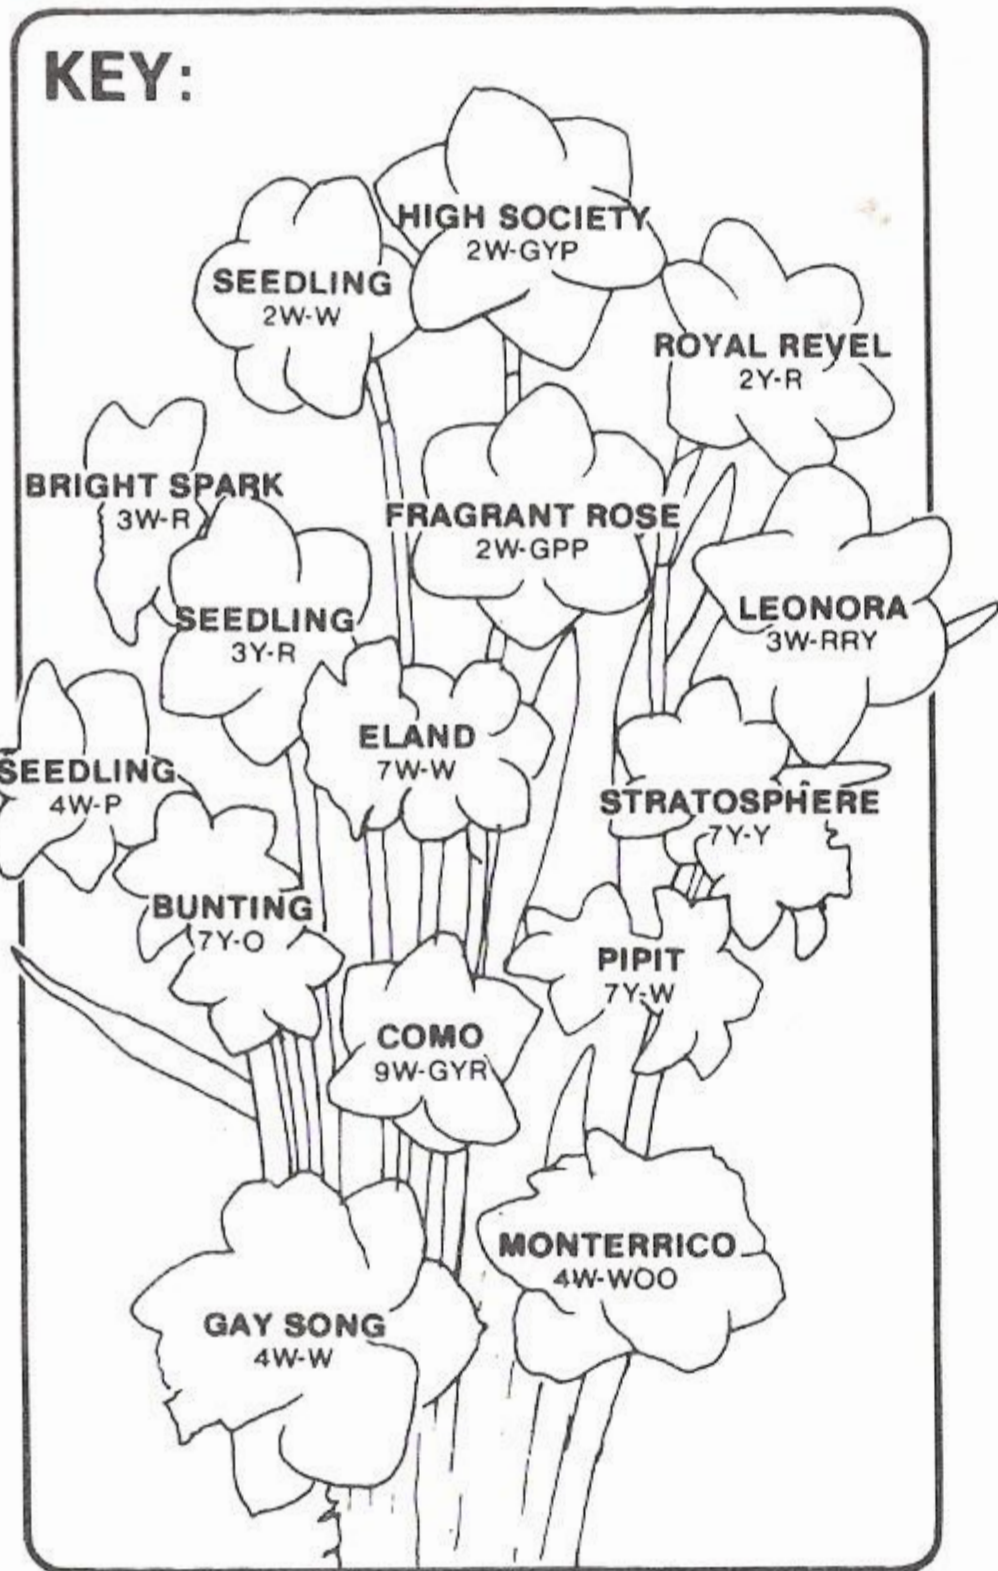 KEY:
HIGH SOCIETY
2W-GYP
SEEDLING
2W-W
ROYAL REVEL
2Y-R
BRIGHT SPARK
3W-R
FRAGRANT ROSE
2W-GPP
SEEDLING
3Y-R
LEONORA
3W-RRY
ELAND
7W-W
SEEDLING
4W-P
STRATOSPHERE
7Y-Y
BUNTING
7Y-O
PIPIT
7Y-W
COMO
9W-GYR
MONTERRICO
4W-WOO
GAY SONG
4W-W